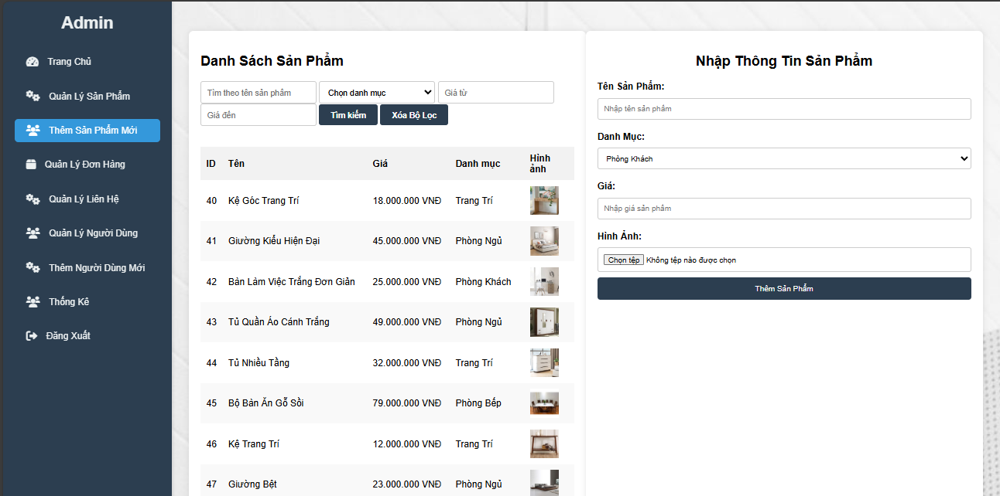 Admin
Trang Chủ
Quản Lý Sản Phẩm
Thêm Sản Phẩm Mới
Quản Lý Đơn Hàng
Quản Lý Liên Hệ
Quản Lý Người Dùng
Thêm Người Dùng Mới
Thống Kê
Đăng Xuất
Danh Sách Sản Phẩm
Tìm theo tên sản phẩm Chọn danh mục Giá từ
Giá đến Tìm kiếm Xóa Bộ Lọc
ID Tên Giá Danh mục Hình ảnh
40 Kệ Góc Trang Trí 18.000.000 VNĐ Trang Trí
41 Giường Kiểu Hiện Đại 45.000.000 VNĐ Phòng Ngủ
42 Bàn Làm Việc Trắng Đơn Giản 25.000.000 VNĐ Phòng Khách
43 Tủ Quần Áo Cánh Trắng 49.000.000 VNĐ Phòng Ngủ
44 Tủ Nhiều Tầng 32.000.000 VNĐ Trang Trí
45 Bộ Bàn Ăn Gỗ Sồi 79.000.000 VNĐ Phòng Bếp
46 Kệ Trang Trí 12.000.000 VNĐ Trang Trí
47 Giường Bệt 23.000.000 VNĐ Phòng Ngủ
Nhập Thông Tin Sản Phẩm
Tên Sản Phẩm:
Nhập tên sản phẩm
Danh Mục:
Phòng Khách
Giá:
Nhập giá sản phẩm
Hình Ảnh:
Chọn tệp Không tệp nào được chọn
Thêm Sản Phẩm